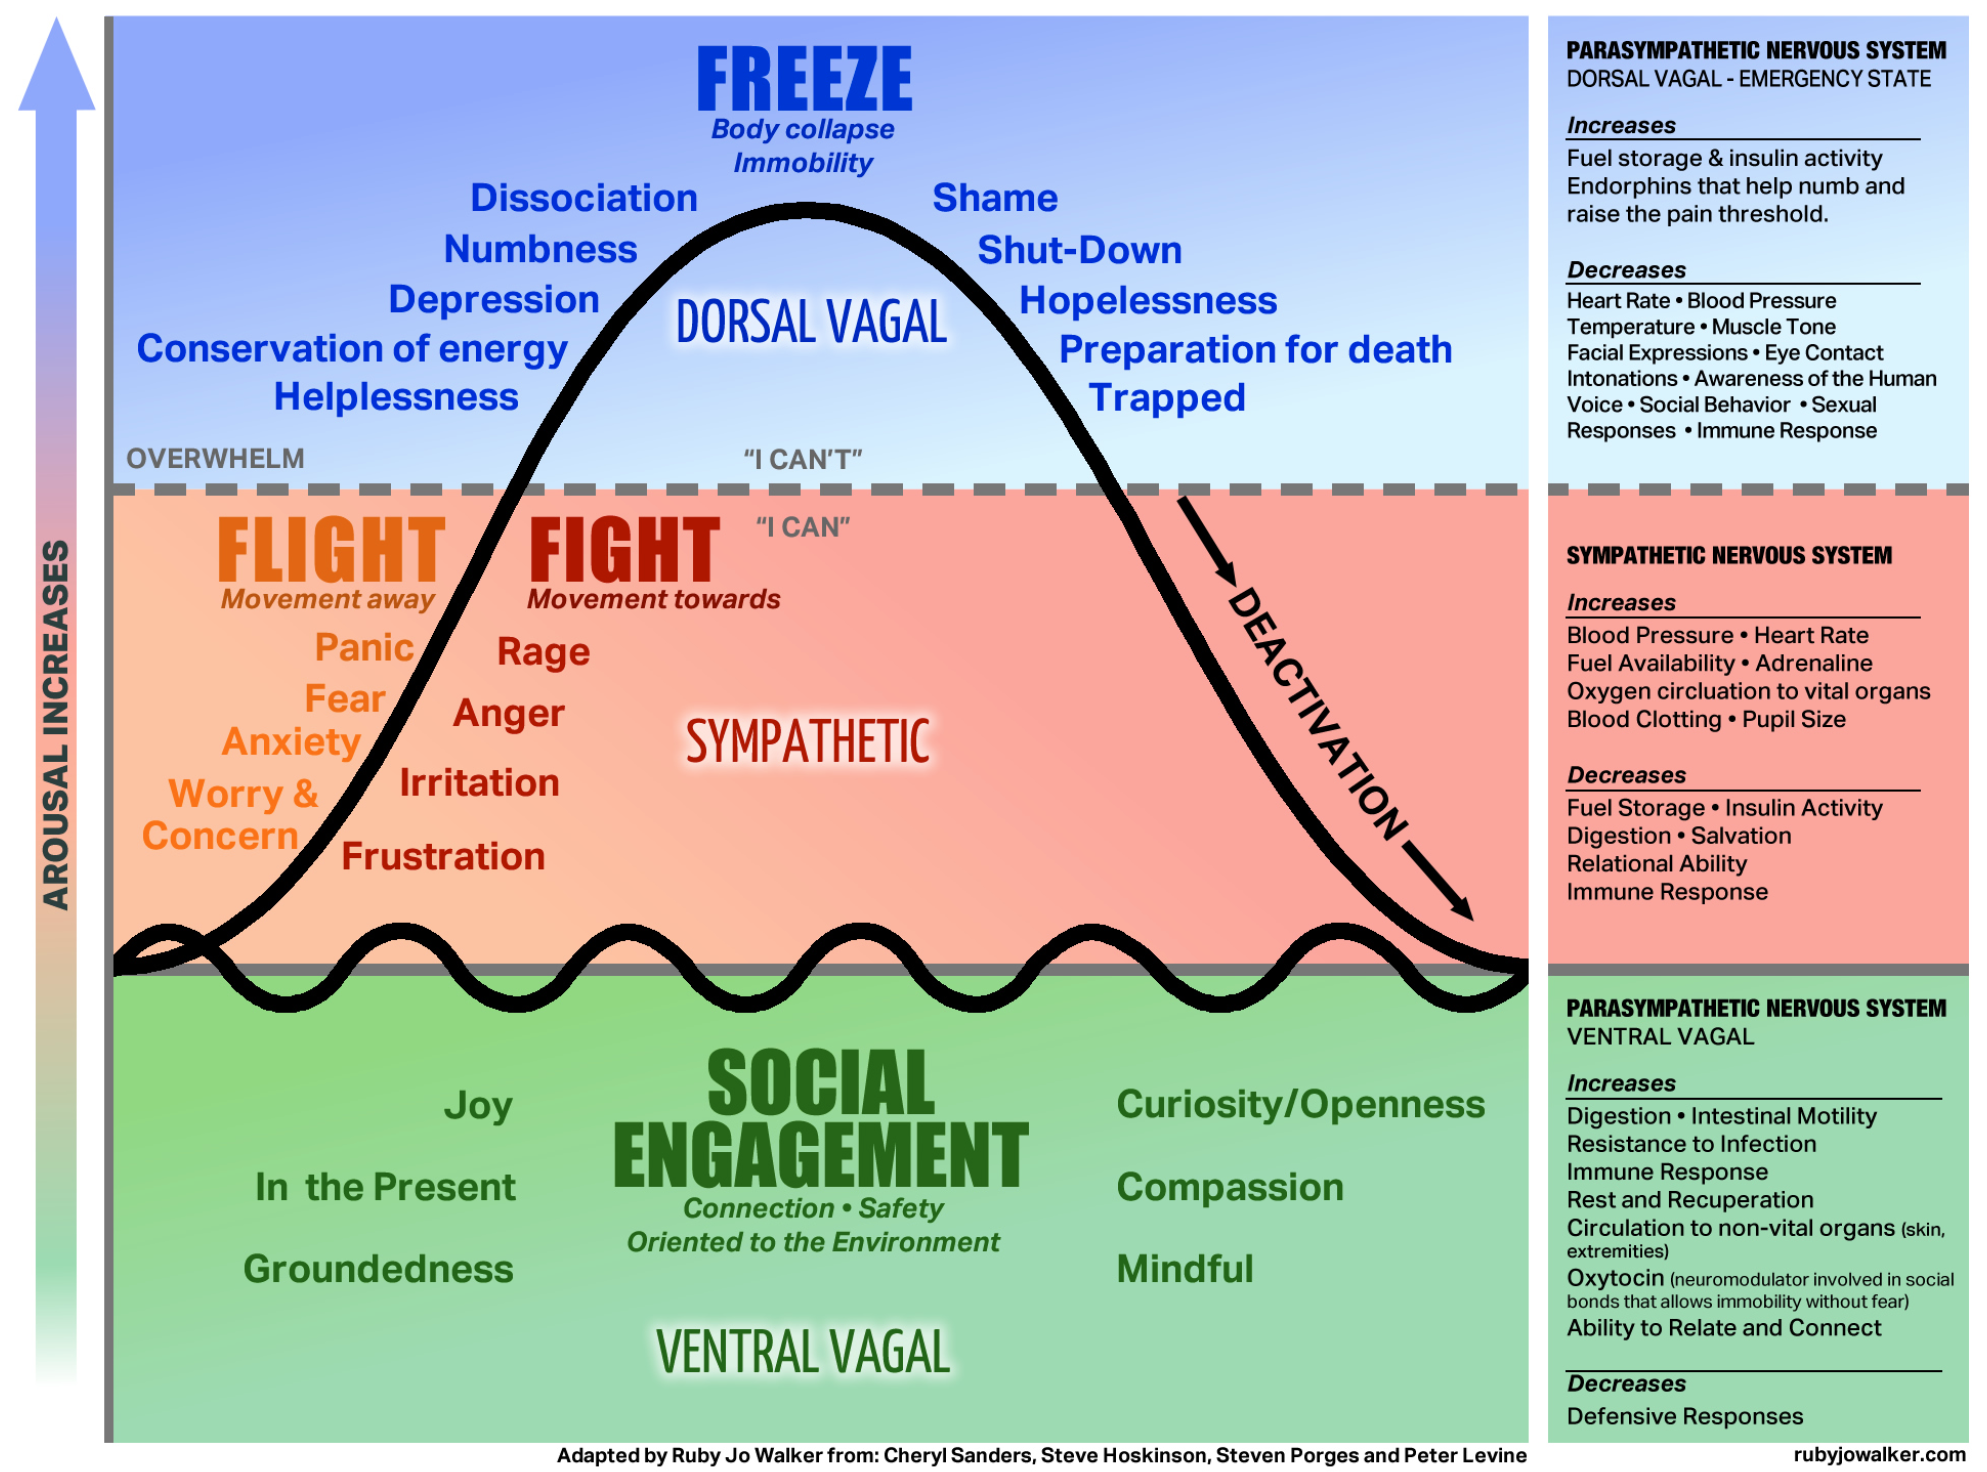 AROUSAL INCREASES
FREEZE
Body collapse
Immobility
Dissociation
Numbness
Depression
Conservation of energy
Helplessness
Shame
Shut-Down
Hopelessness
Preparation for death
Trapped
DORSAL VAGAL
OVERWHELM
“I CAN’T”
“I CAN”
FLIGHT
Movement away
Panic
Fear
Anxiety
Worry &
Concern
FIGHT
Movement towards
Rage
Anger
Irritation
Frustration
SYMPATHETIC
DEACTIVATION
SOCIAL
ENGAGEMENT
Connection • Safety
Oriented to the Environment
Joy
In the Present
Groundedness
Curiosity/Openness
Compassion
Mindful
VENTRAL VAGAL
PARASYMPATHETIC NERVOUS SYSTEM
DORSAL VAGAL - EMERGENCY STATE
Increases
Fuel storage & insulin activity
Endorphins that help numb and
raise the pain threshold.
Decreases
Heart Rate • Blood Pressure
Temperature • Muscle Tone
Facial Expressions • Eye Contact
Intonations • Awareness of the Human
Voice • Social Behavior • Sexual
Responses • Immune Response
SYMPATHETIC NERVOUS SYSTEM
Increases
Blood Pressure • Heart Rate
Fuel Availability • Adrenaline
Oxygen circluation to vital organs
Blood Clotting • Pupil Size
Decreases
Fuel Storage • Insulin Activity
Digestion • Salvation
Relational Ability
Immune Response
PARASYMPATHETIC NERVOUS SYSTEM
VENTRAL VAGAL
Increases
Digestion • Intestinal Motility
Resistance to Infection
Immune Response
Rest and Recuperation
Circulation to non-vital organs (skin,
extremities)
Oxytocin (neuromodulator involved in social
bonds that allows immobility without fear)
Ability to Relate and Connect
Decreases
Defensive Responses
Adapted by Ruby Jo Walker from: Cheryl Sanders, Steve Hoskinson, Steven Porges and Peter Levine
rubyjowalker.com